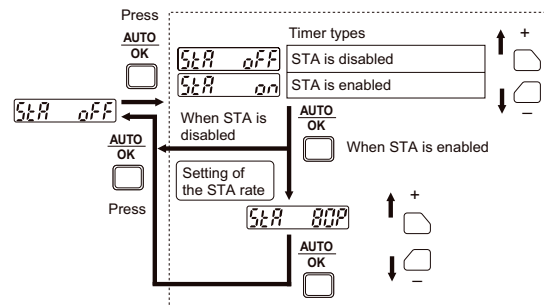 Press
AUTO
OK
Timer types
+
StA oFF
STA is disabled
StA on
STA is enabled
–
StA oFF
When STA is
disabled
AUTO
OK
When STA is enabled
AUTO
OK
Press
Setting of
the STA rate
StA 80P
+
AUTO
OK
–